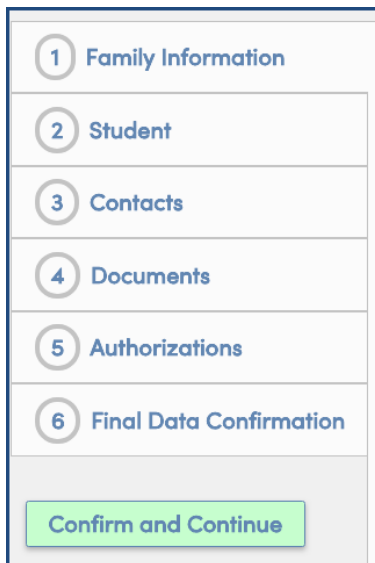 1 Family Information
2 Student
3 Contacts
4 Documents
5 Authorizations
6 Final Data Confirmation
Confirm and Continue